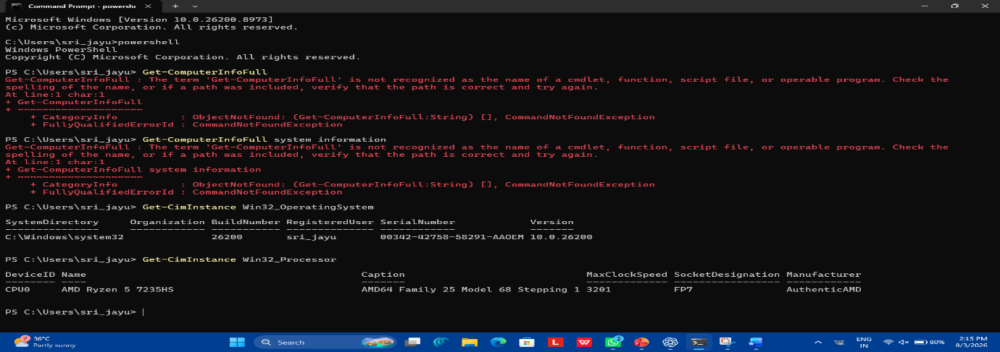 Command Prompt - powershe
Microsoft Windows [Version 10.0.26200.8973]
(c) Microsoft Corporation. All rights reserved.
C:\Users\sri_jayu>powershell
Windows PowerShell
Copyright (C) Microsoft Corporation. All rights reserved.
PS C:\Users\sri_jayu> Get-ComputerInfoFull
Get-ComputerInfoFull : The term 'Get-ComputerInfoFull' is not recognized as the name of a cmdlet, function, script file, or operable program. Check the
spelling of the name, or if a path was included, verify that the path is correct and try again.
At line:1 char:1
+ Get-ComputerInfoFull
+ ~~~~~~~~~~~~~~~~~~~~
+ CategoryInfo : ObjectNotFound: (Get-ComputerInfoFull:String) [], CommandNotFoundException
+ FullyQualifiedErrorId : CommandNotFoundException
PS C:\Users\sri_jayu> Get-ComputerInfoFull system information
Get-ComputerInfoFull : The term 'Get-ComputerInfoFull' is not recognized as the name of a cmdlet, function, script file, or operable program. Check the
spelling of the name, or if a path was included, verify that the path is correct and try again.
At line:1 char:1
+ Get-ComputerInfoFull system information
+ ~~~~~~~~~~~~~~~~~~~~
+ CategoryInfo : ObjectNotFound: (Get-ComputerInfoFull:String) [], CommandNotFoundException
+ FullyQualifiedErrorId : CommandNotFoundException
PS C:\Users\sri_jayu> Get-CimInstance Win32_OperatingSystem
SystemDirectory Organization BuildNumber RegisteredUser SerialNumber Version
--------------- ------------ ----------- -------------- ------------ -------
C:\Windows\system32 26200 sri_jayu 00342-42758-58291-AAOEM 10.0.26200
PS C:\Users\sri_jayu> Get-CimInstance Win32_Processor
DeviceID Name Caption MaxClockSpeed SocketDesignation Manufacturer
-------- ---- ------- ------------- ----------------- ------------
CPU0 AMD Ryzen 5 7235HS AMD64 Family 25 Model 68 Stepping 1 3201 FP7 AuthenticAMD
PS C:\Users\sri_jayu>
36°C
Partly sunny
Search
2
ENG
IN
80%
2:15 PM
8/3/2026